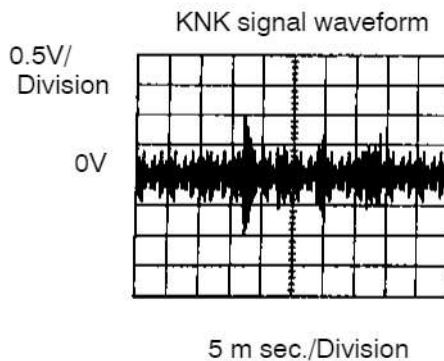 KNK signal waveform
0.5V/
Division
0V
5 m sec./Division